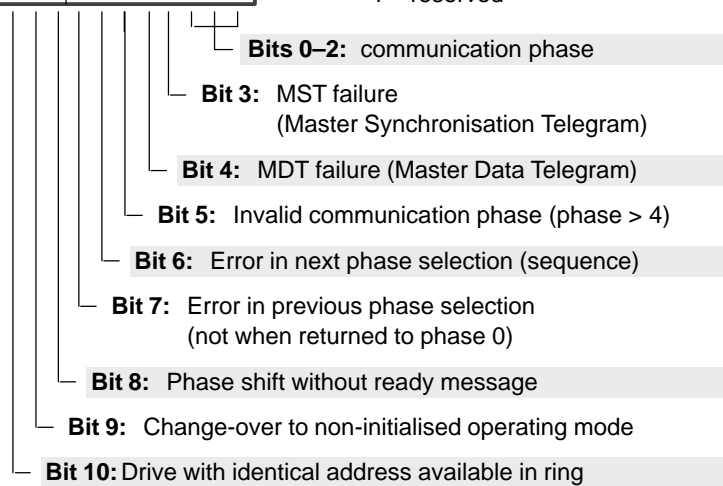 reserved
Bits 0–2: communication phase
Bit 3: MST failure
(Master Synchronisation Telegram)
Bit 4: MDT failure (Master Data Telegram)
Bit 5: Invalid communication phase (phase > 4)
Bit 6: Error in next phase selection (sequence)
Bit 7: Error in previous phase selection
(not when returned to phase 0)
Bit 8: Phase shift without ready message
Bit 9: Change-over to non-initialised operating mode
Bit 10: Drive with identical address available in ring